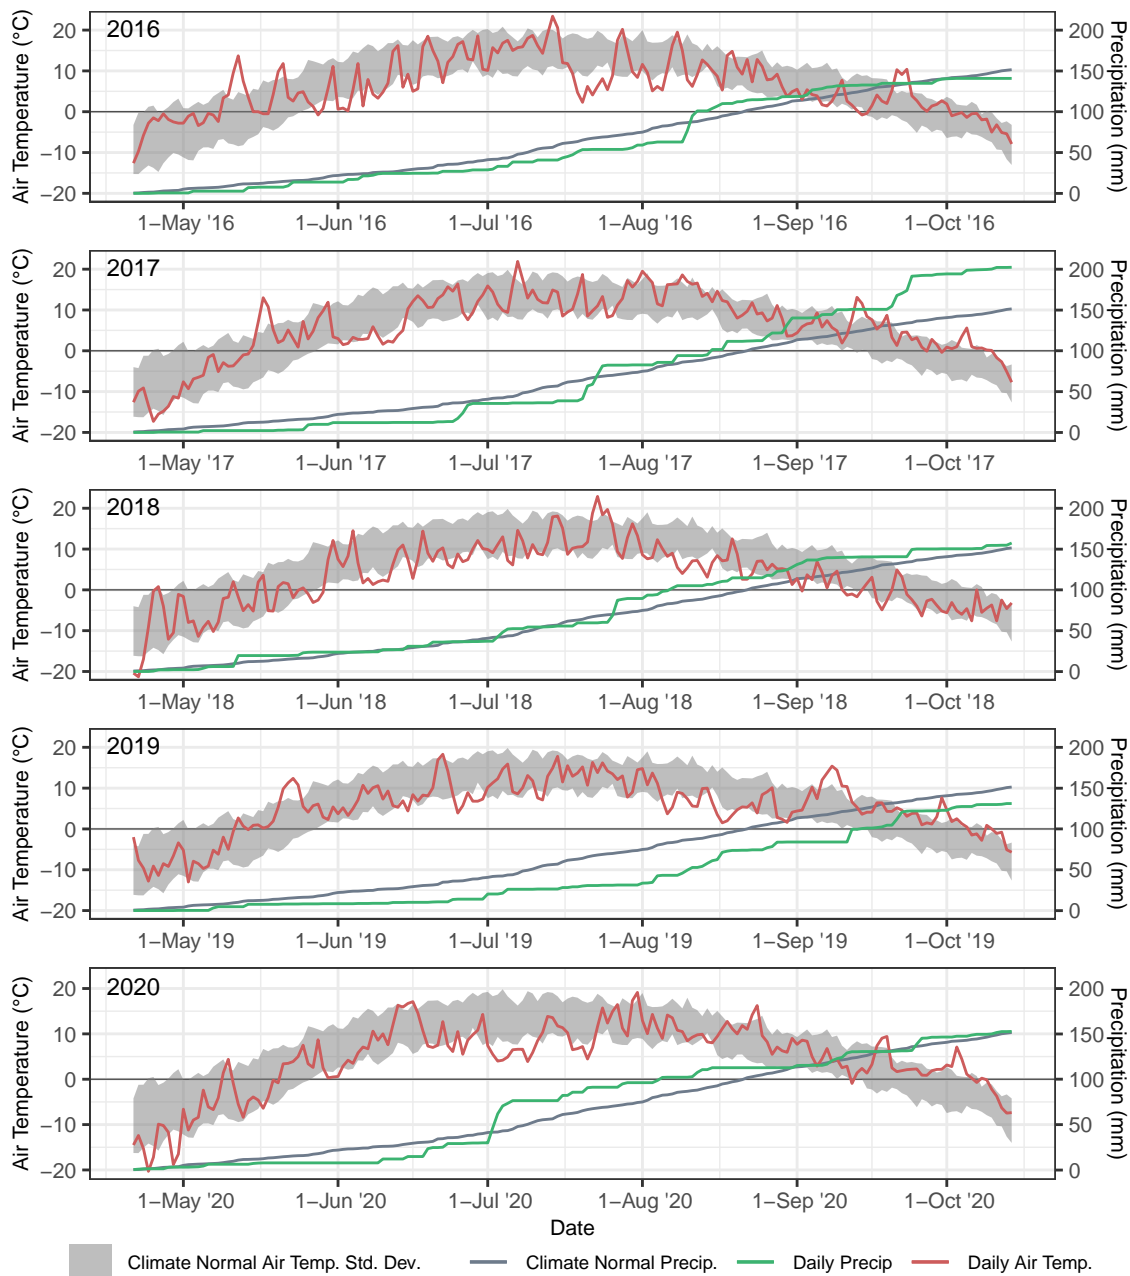 2016
Air Temperature (°C)
20
10
0
−10
−20
200
150
100
50
0
Precipitation (mm)
1−May '16
1−Jun '16
1−Jul '16
1−Aug '16
1−Sep '16
1−Oct '16
2017
Air Temperature (°C)
20
10
0
−10
−20
200
150
100
50
0
Precipitation (mm)
1−May '17
1−Jun '17
1−Jul '17
1−Aug '17
1−Sep '17
1−Oct '17
2018
Air Temperature (°C)
20
10
0
−10
−20
200
150
100
50
0
Precipitation (mm)
1−May '18
1−Jun '18
1−Jul '18
1−Aug '18
1−Sep '18
1−Oct '18
2019
Air Temperature (°C)
20
10
0
−10
−20
200
150
100
50
0
Precipitation (mm)
1−May '19
1−Jun '19
1−Jul '19
1−Aug '19
1−Sep '19
1−Oct '19
2020
Air Temperature (°C)
20
10
0
−10
−20
200
150
100
50
0
Precipitation (mm)
1−May '20
1−Jun '20
1−Jul '20
1−Aug '20
1−Sep '20
1−Oct '20
Date
Climate Normal Air Temp. Std. Dev.
Climate Normal Precip.
Daily Precip
Daily Air Temp.